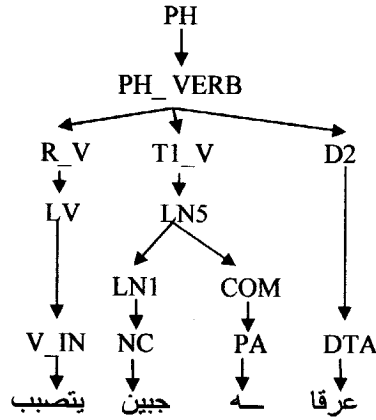 PH
PH_VERB
R_V T1_V D2
LV LN5
LN1 COM
V_IN NC PA DTA
يتصبب جبين ـه عرقا